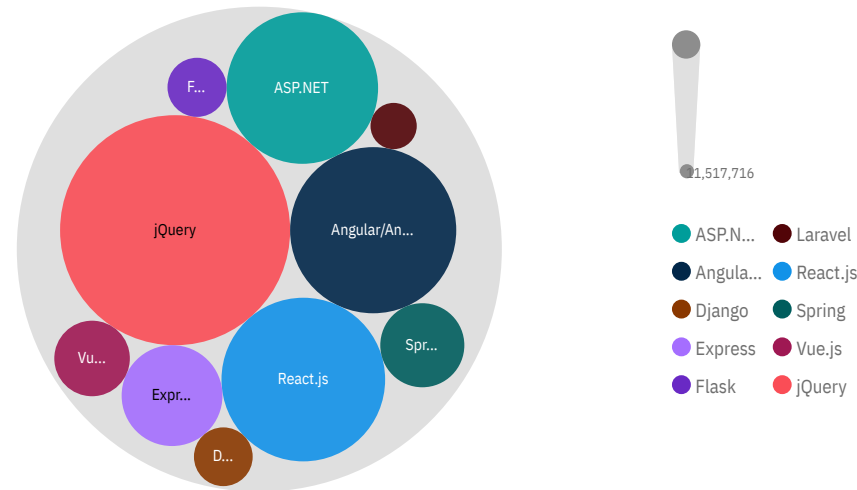 F...
ASP.NET
jQuery
Angular/An...
Vu...
Expr...
React.js
Spr...
D...
11,517,716
ASP.N...
Laravel
Angula...
React.js
Django
Spring
Express
Vue.js
Flask
jQuery